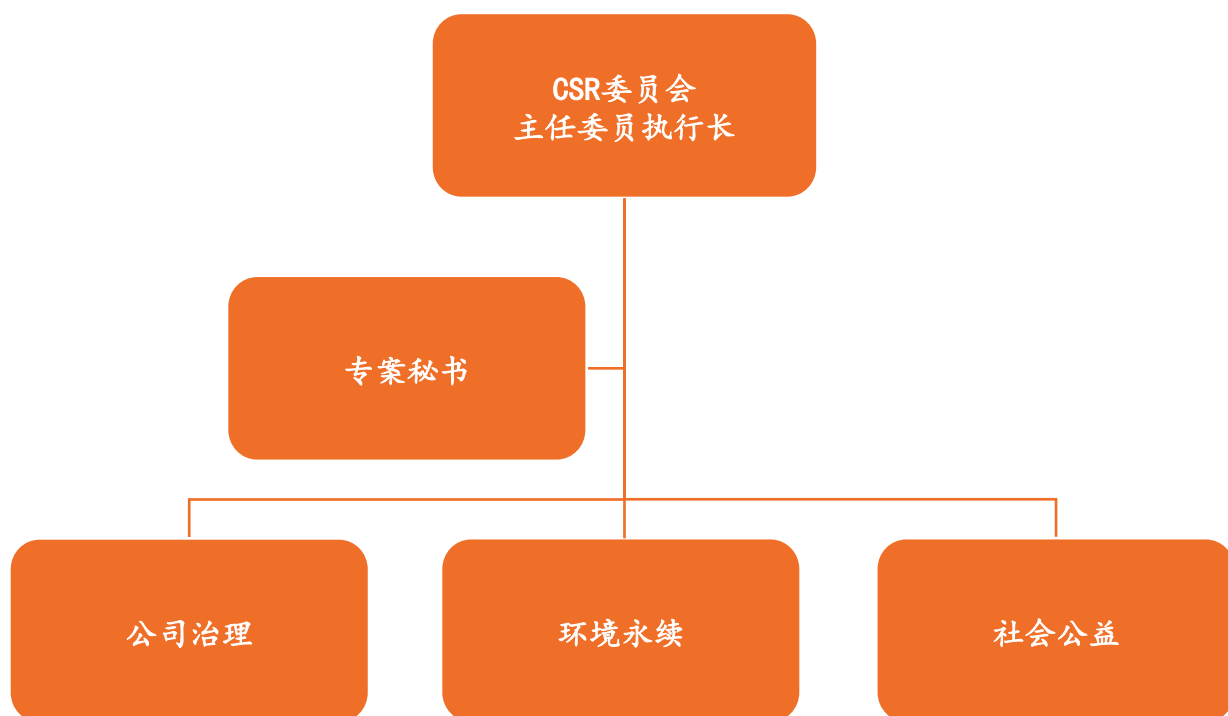 CSR委员会
主任委员执行长
专案秘书
公司治理
环境永续
社会公益